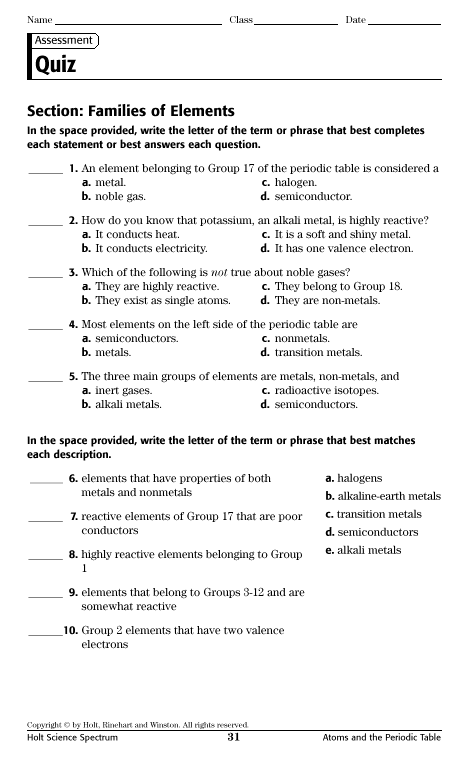 Name Class Date
Assessment
Quiz
Section: Families of Elements
In the space provided, write the letter of the term or phrase that best completes
each statement or best answers each question.
1. An element belonging to Group 17 of the periodic table is considered a
a. metal. c. halogen.
b. noble gas. d. semiconductor.
2. How do you know that potassium, an alkali metal, is highly reactive?
a. It conducts heat. c. It is a soft and shiny metal.
b. It conducts electricity. d. It has one valence electron.
3. Which of the following is not true about noble gases?
a. They are highly reactive. c. They belong to Group 18.
b. They exist as single atoms. d. They are non-metals.
4. Most elements on the left side of the periodic table are
a. semiconductors. c. nonmetals.
b. metals. d. transition metals.
5. The three main groups of elements are metals, non-metals, and
a. inert gases. c. radioactive isotopes.
b. alkali metals. d. semiconductors.
In the space provided, write the letter of the term or phrase that best matches
each description.
6. elements that have properties of both
metals and nonmetals
7. reactive elements of Group 17 that are poor
conductors
8. highly reactive elements belonging to Group
1
9. elements that belong to Groups 3-12 and are
somewhat reactive
10. Group 2 elements that have two valence
electrons
a. halogens
b. alkaline-earth metals
c. transition metals
d. semiconductors
e. alkali metals
Copyright © by Holt, Rinehart and Winston. All rights reserved.
Holt Science Spectrum 31 Atoms and the Periodic Table